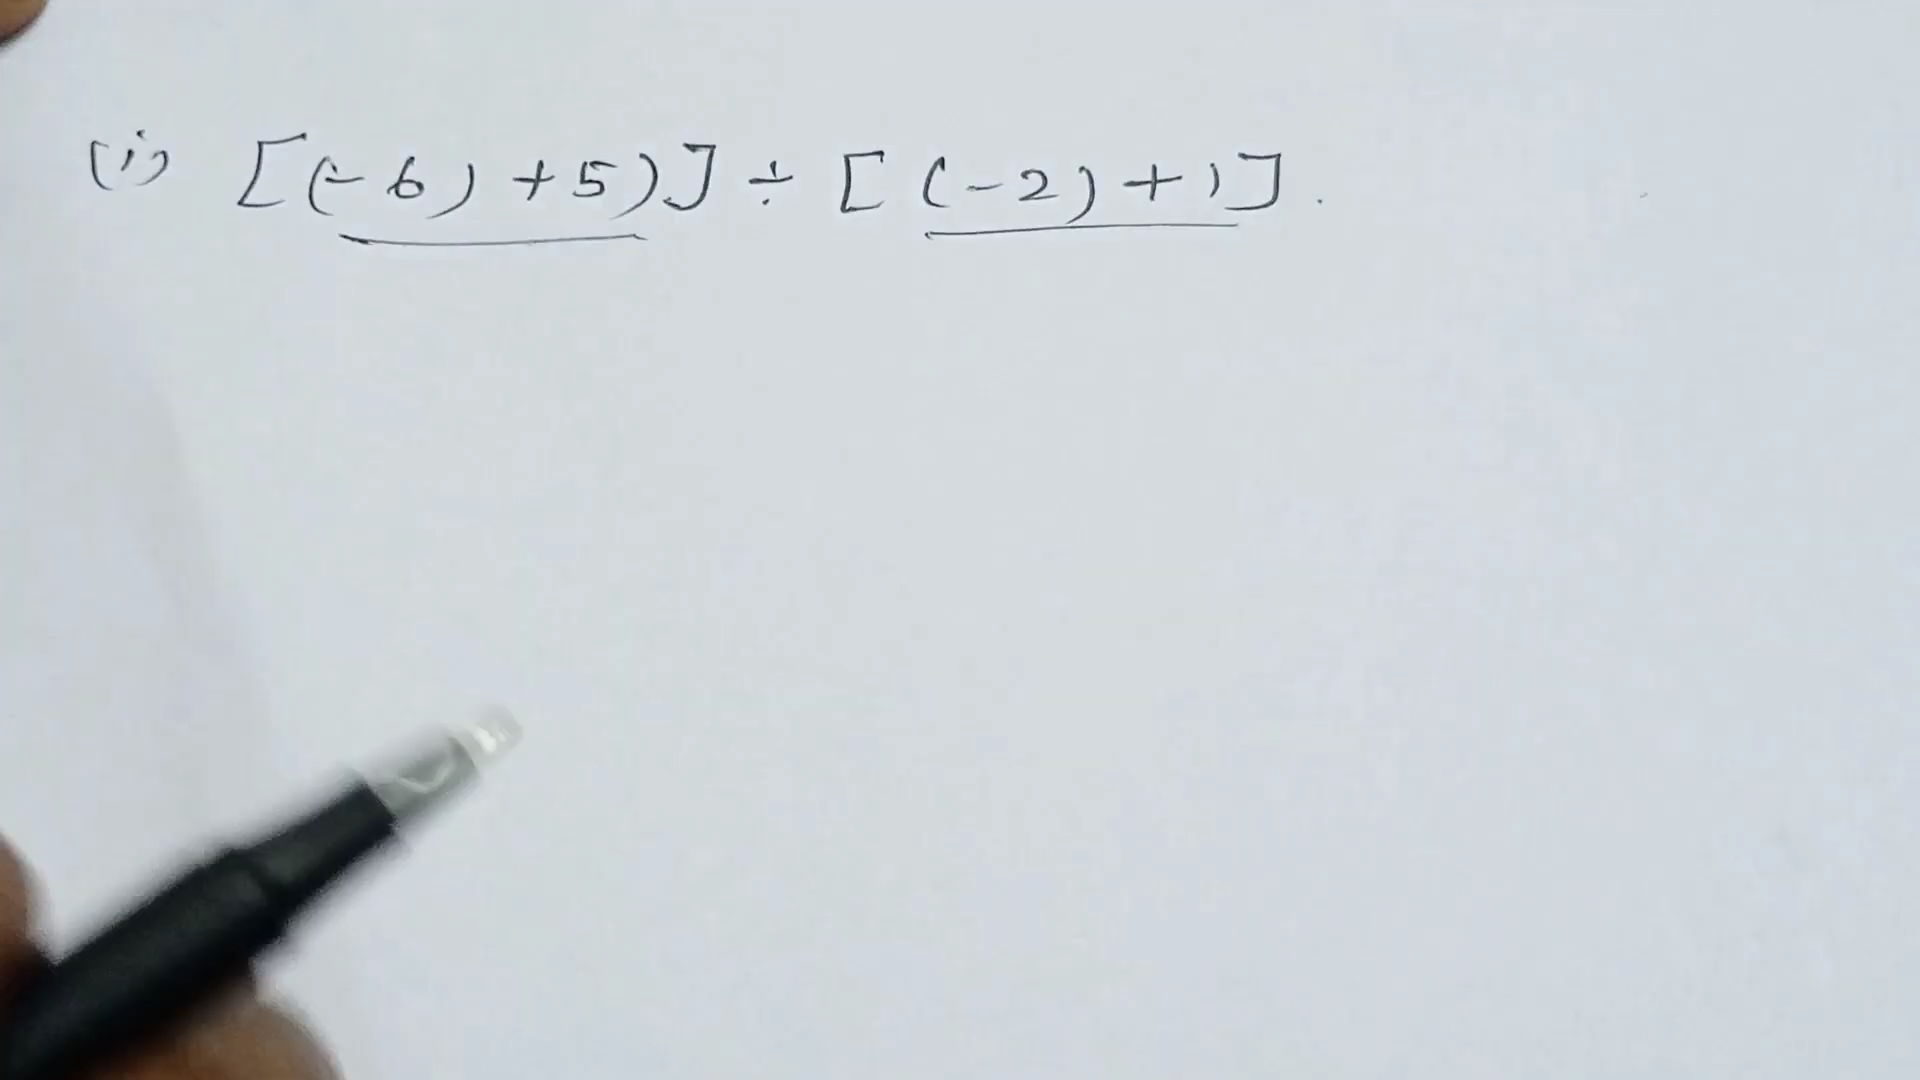 (i) [(-6) +5)] ÷ [(-2) +1].